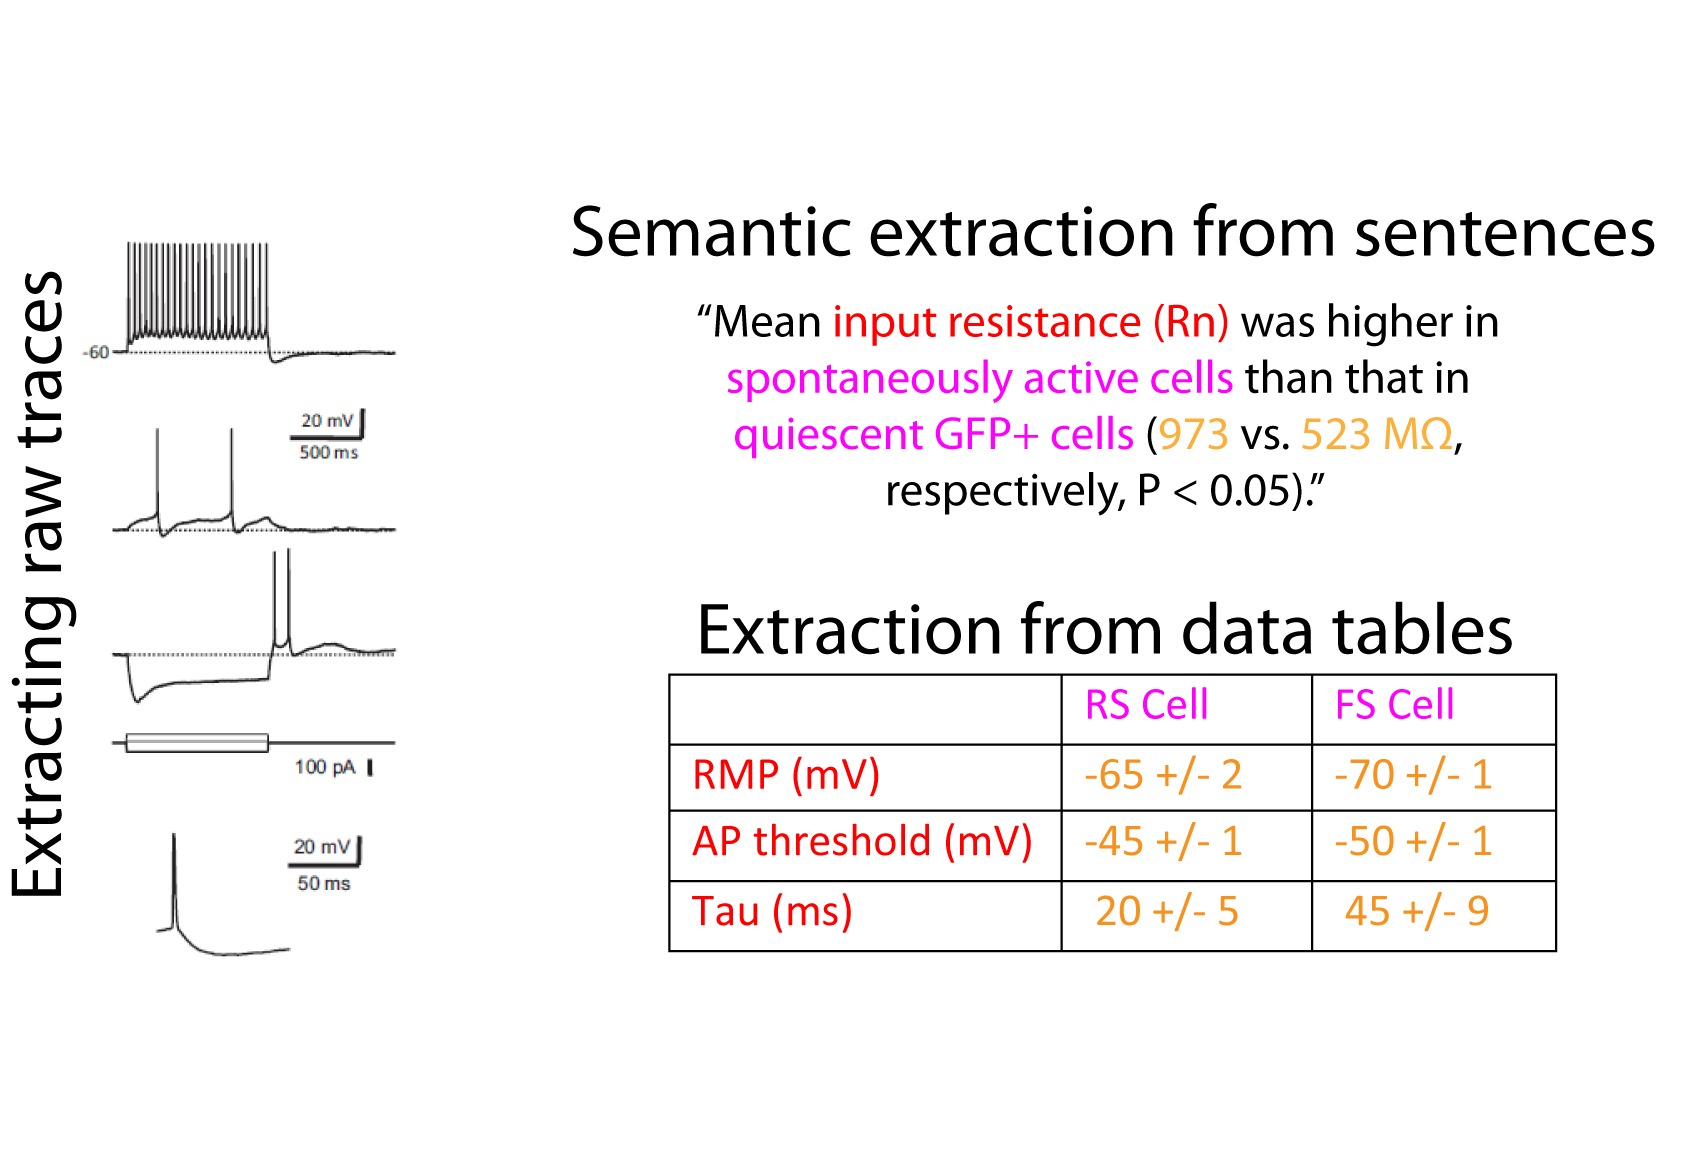 Extracting raw traces
-60
20 mV
500 ms
100 pA
20 mV
50 ms
Semantic extraction from sentences
“Mean input resistance (Rn) was higher in
spontaneously active cells than that in
quiescent GFP+ cells (973 vs. 523 MΩ,
respectively, P < 0.05).”
Extraction from data tables
RS Cell FS Cell
RMP (mV) -65 +/- 2 -70 +/- 1
AP threshold (mV) -45 +/- 1 -50 +/- 1
Tau (ms) 20 +/- 5 45 +/- 9